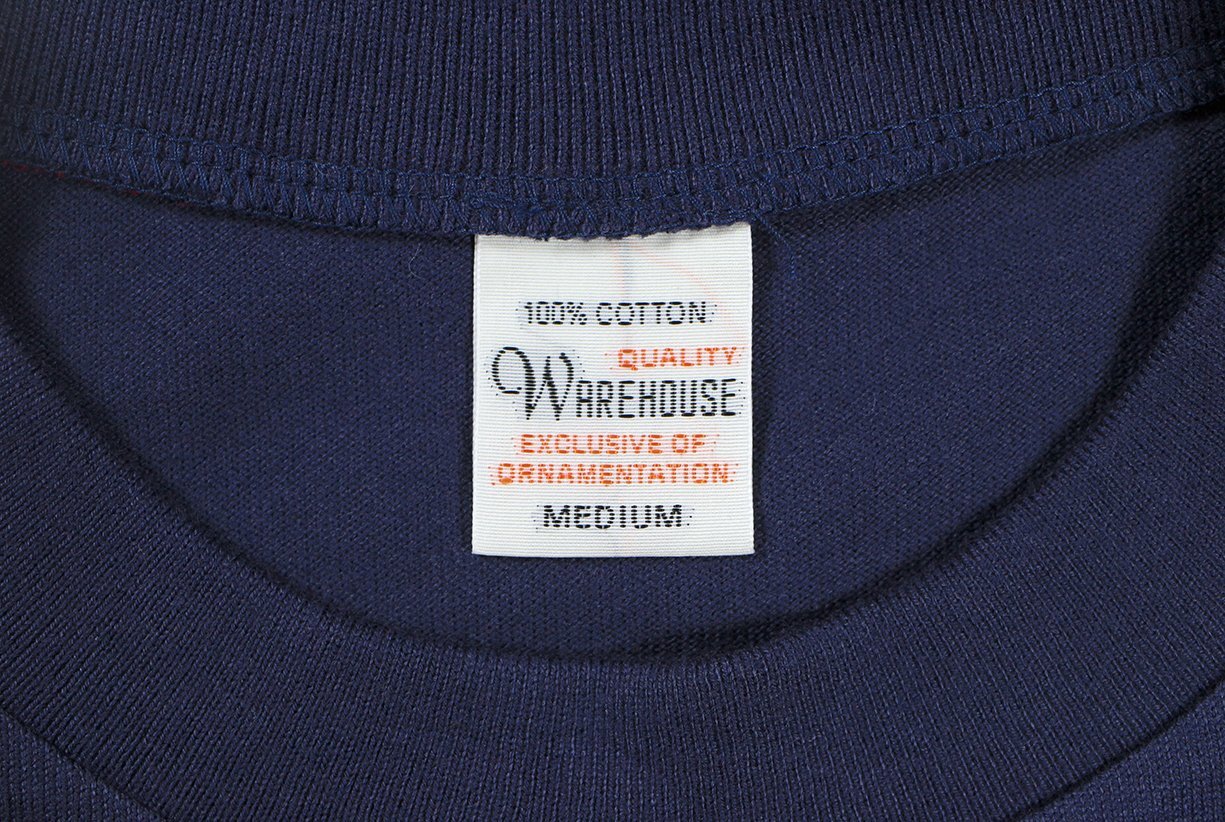 100% COTTON
QUALITY
WAREHOUSE
EXCLUSIVE OF
ORNAMENTATION
MEDIUM